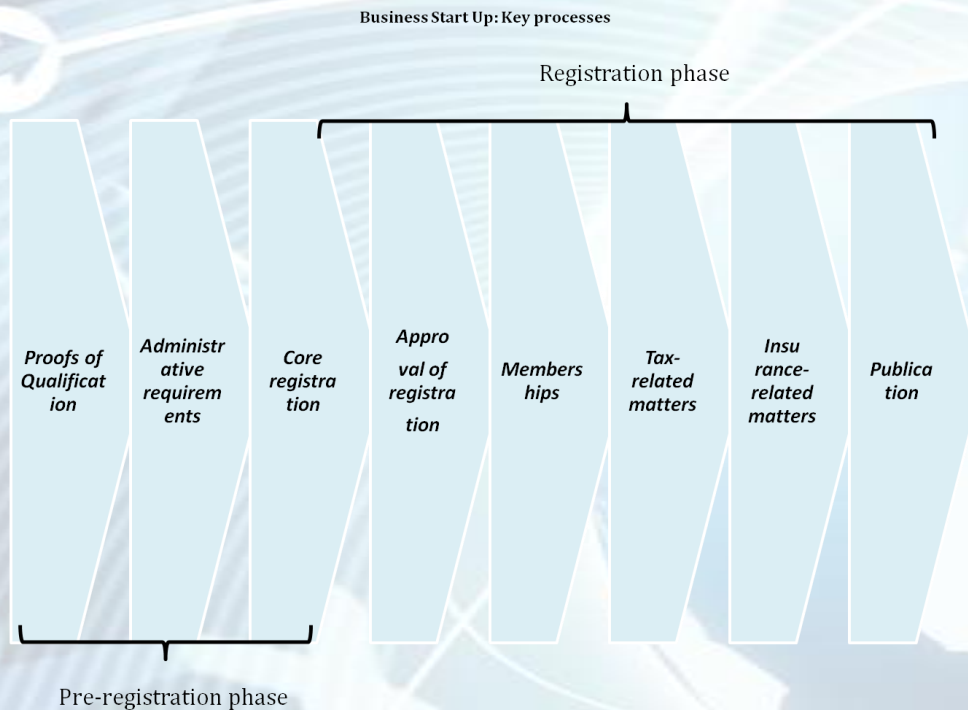 Business Start Up: Key processes
Registration phase
Proofs of
Qualificat
ion
Administr
ative
requirem
ents
Core
registra
tion
Appro
val of
registra
tion
Members
hips
Tax-
related
matters
Insu
rance-
related
matters
Publica
tion
Pre-registration phase